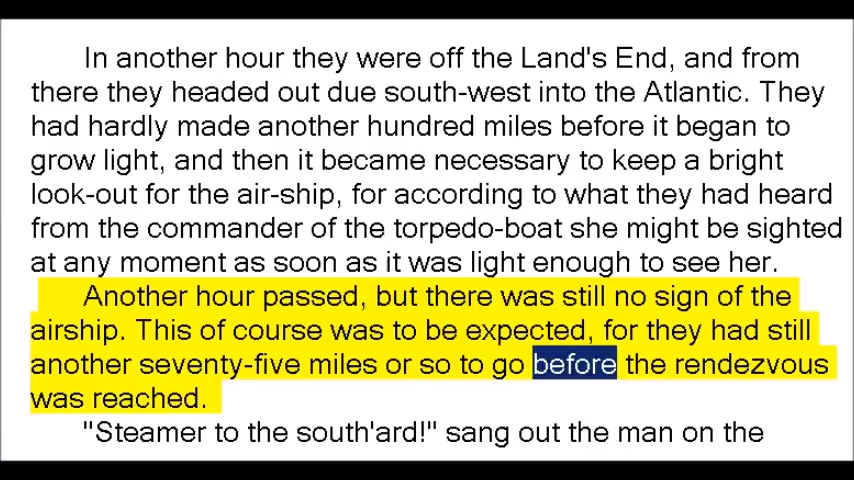 In another hour they were off the Land's End, and from
there they headed out due south-west into the Atlantic. They
had hardly made another hundred miles before it began to
grow light, and then it became necessary to keep a bright
look-out for the air-ship, for according to what they had heard
from the commander of the torpedo-boat she might be sighted
at any moment as soon as it was light enough to see her.
Another hour passed, but there was still no sign of the
airship. This of course was to be expected, for they had still
another seventy-five miles or so to go before the rendezvous
was reached.
"Steamer to the south'ard!" sang out the man on the